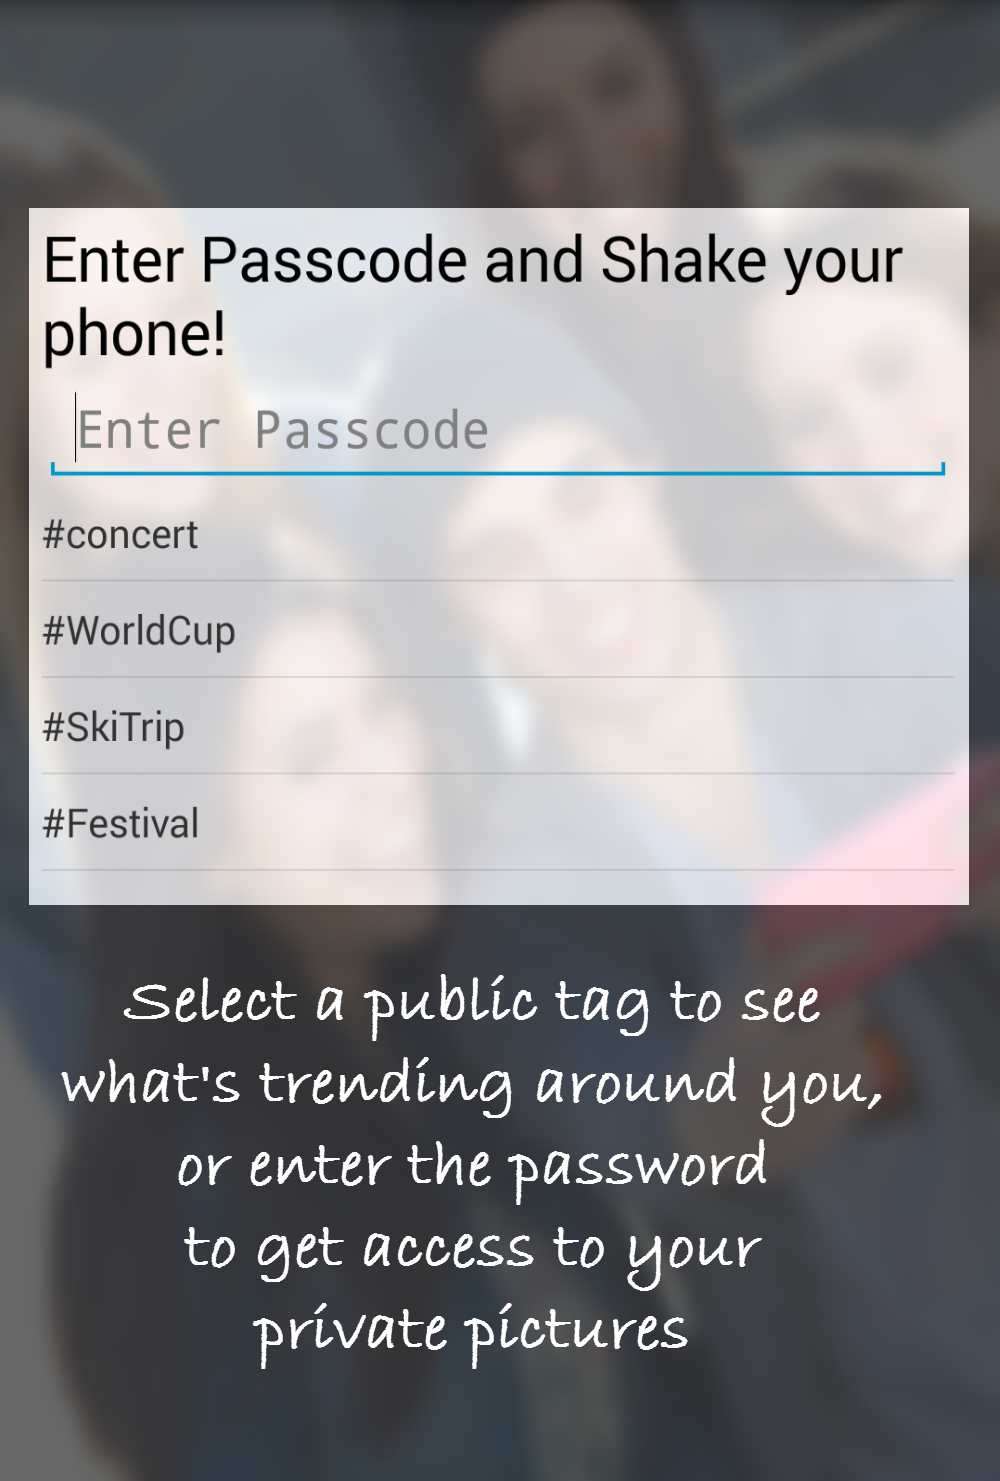 Enter Passcode and Shake your
phone!
Enter Passcode
#concert
#WorldCup
#SkiTrip
#Festival
Select a public tag to see
what's trending around you,
or enter the password
to get access to your
private pictures